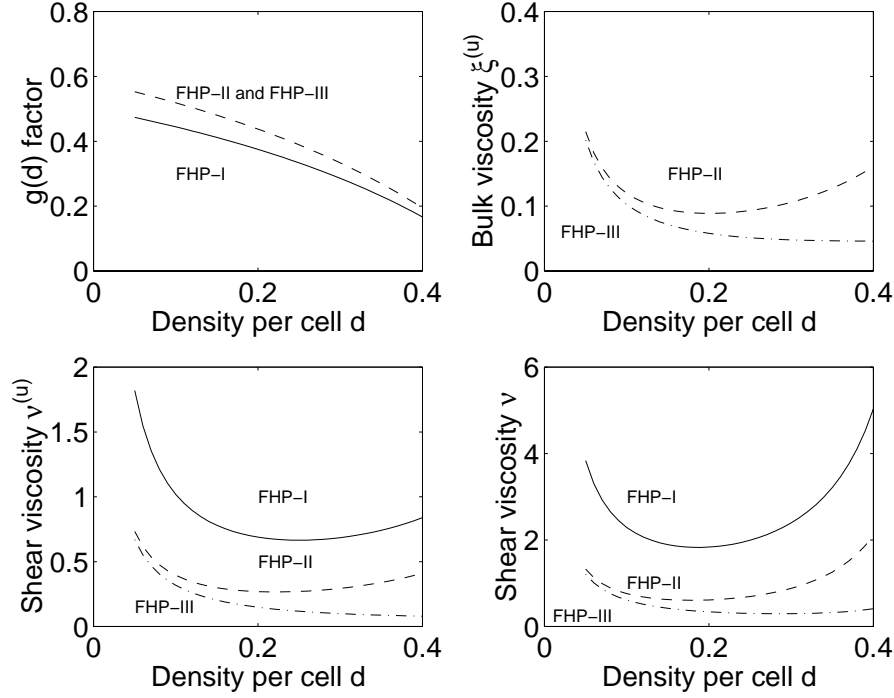 0.8
0.6
0.4
0.2
0
g(d) factor
FHP−II and FHP−III
FHP−I
0
0.2
0.4
Density per cell d
0.4
0.3
0.2
0.1
0
Bulk viscosity ξ(u)
FHP−II
FHP−III
0
0.2
0.4
Density per cell d
2
1.5
1
0.5
0
Shear viscosity ν(u)
FHP−I
FHP−II
FHP−III
0
0.2
0.4
Density per cell d
6
4
2
0
Shear viscosity ν
FHP−I
FHP−II
FHP−III
0
0.2
0.4
Density per cell d